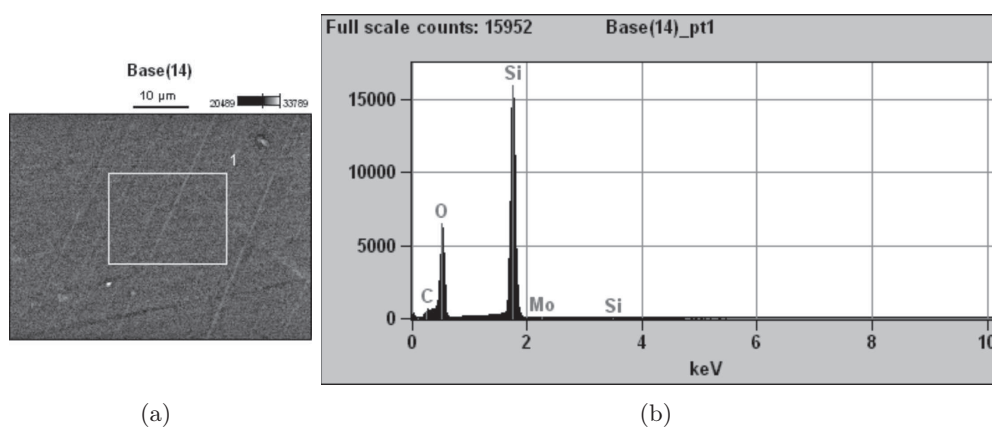 Base(14)
10 μm
20489 33789
1
(a)
Full scale counts: 15952 Base(14)_pt1
Si
15000
10000
O
5000
C
Mo
Si
0
0 2 4 6 8 10
keV
(b)